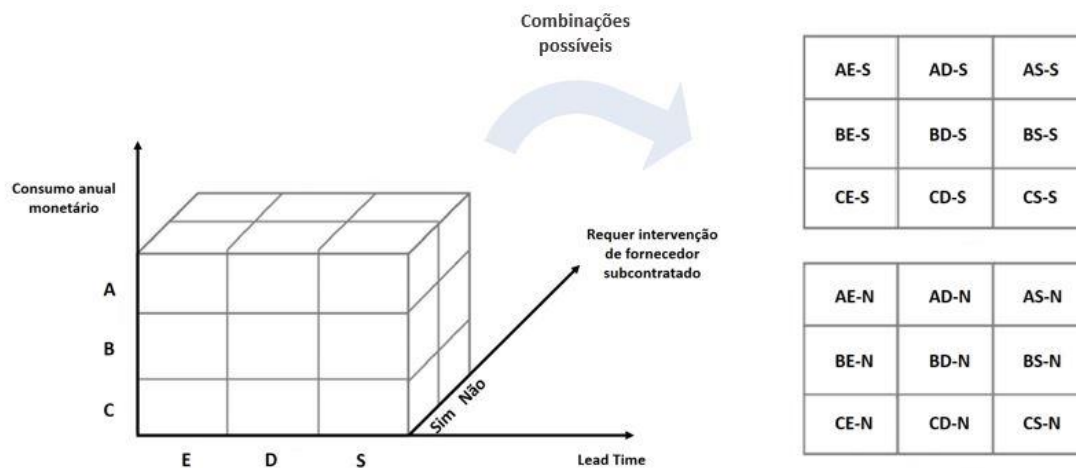 Combinações
possíveis
Consumo anual
monetário
A
B
C
E D S
Lead Time
Sim Não
Requer intervenção
de fornecedor
subcontratado
AE-S AD-S AS-S
BE-S BD-S BS-S
CE-S CD-S CS-S
AE-N AD-N AS-N
BE-N BD-N BS-N
CE-N CD-N CS-N